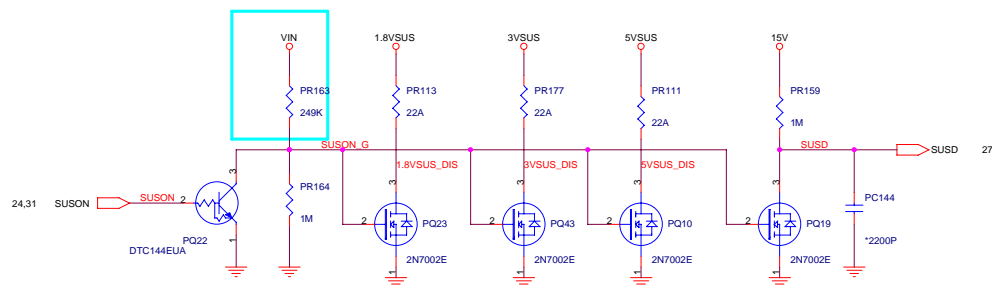 VIN
1.8VSUS
3VSUS
5VSUS
15V
PR163
249K
PR113
22A
PR177
22A
PR111
22A
PR159
1M
SUSON_G
SUSD
SUSD
27
1.8VSUS_DIS
3VSUS_DIS
5VSUS_DIS
3
3
3
3
3
24,31
SUSON
SUSON
2
PR164
1M
2
PQ23
2
PQ43
2
PQ10
2
PQ19
PC144
*2200P
PQ22
DTC144EUA
1
2N7002E
1
2N7002E
1
2N7002E
1
2N7002E
1